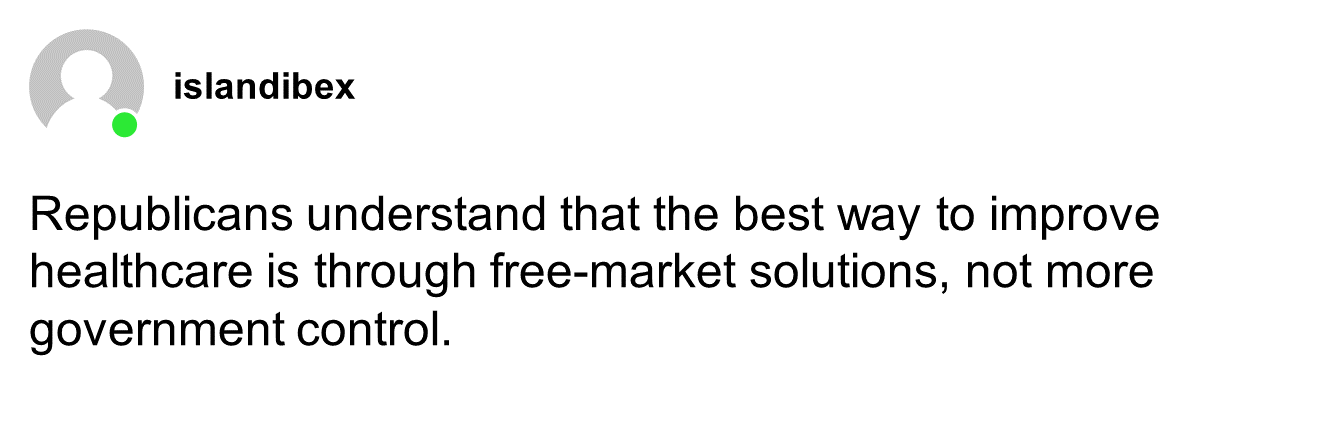 islandibex
Republicans understand that the best way to improve
healthcare is through free-market solutions, not more
government control.